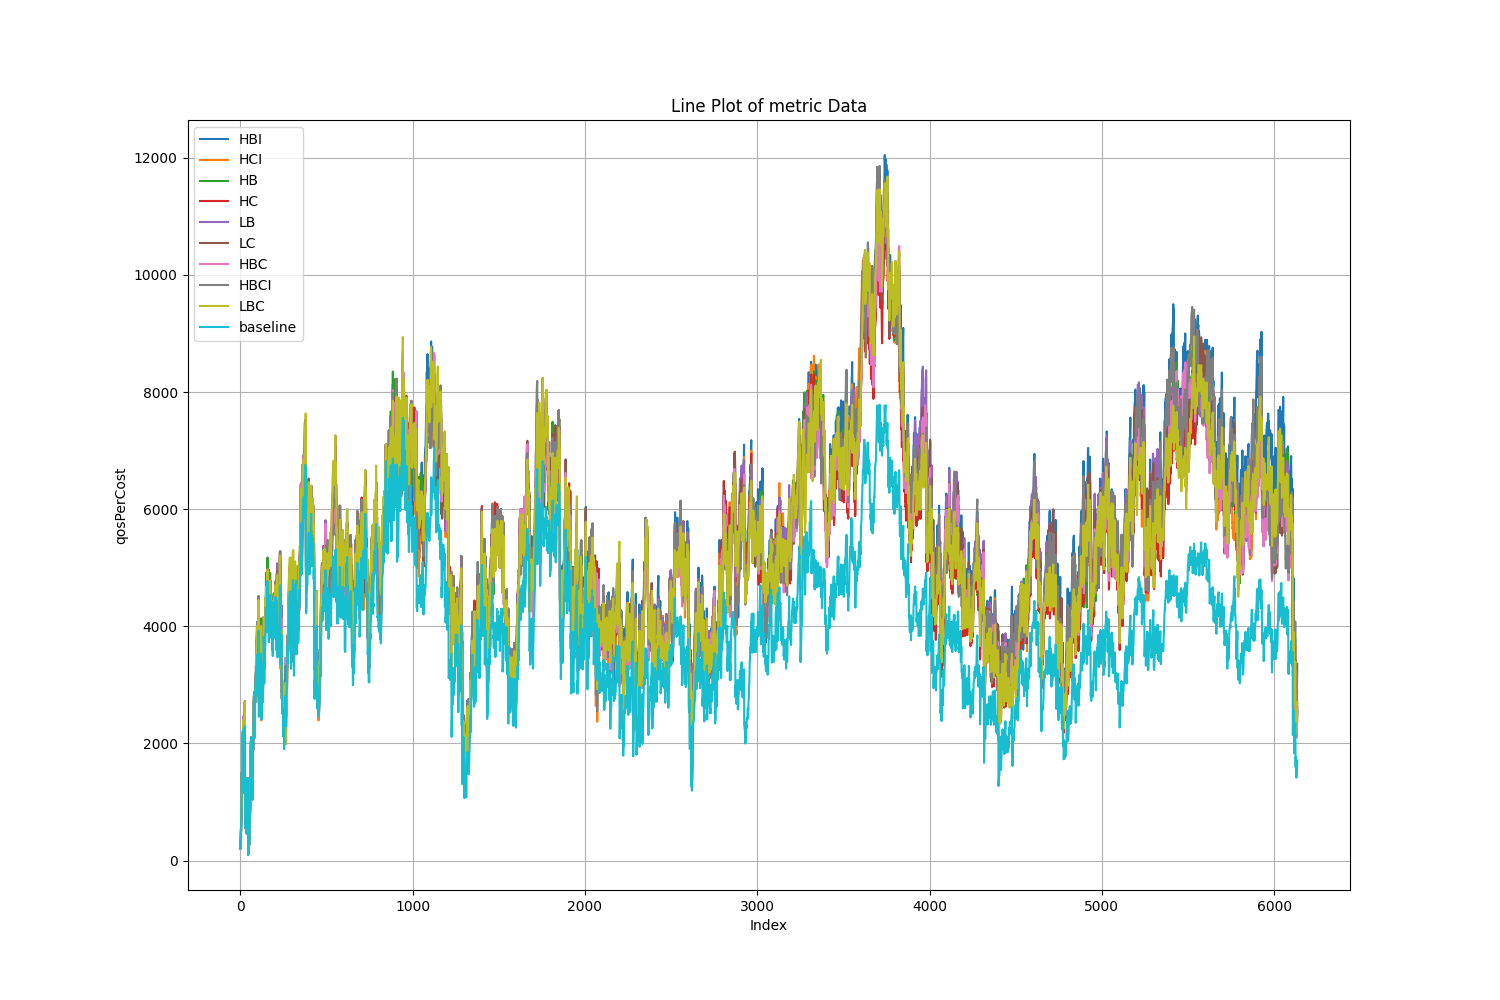 Line Plot of metric Data
HBI
HCI
HB
HC
LB
LC
HBC
HBCI
LBC
baseline
12000
10000
8000
6000
4000
2000
0
qosPerCost
0 1000 2000 3000 4000 5000 6000
Index